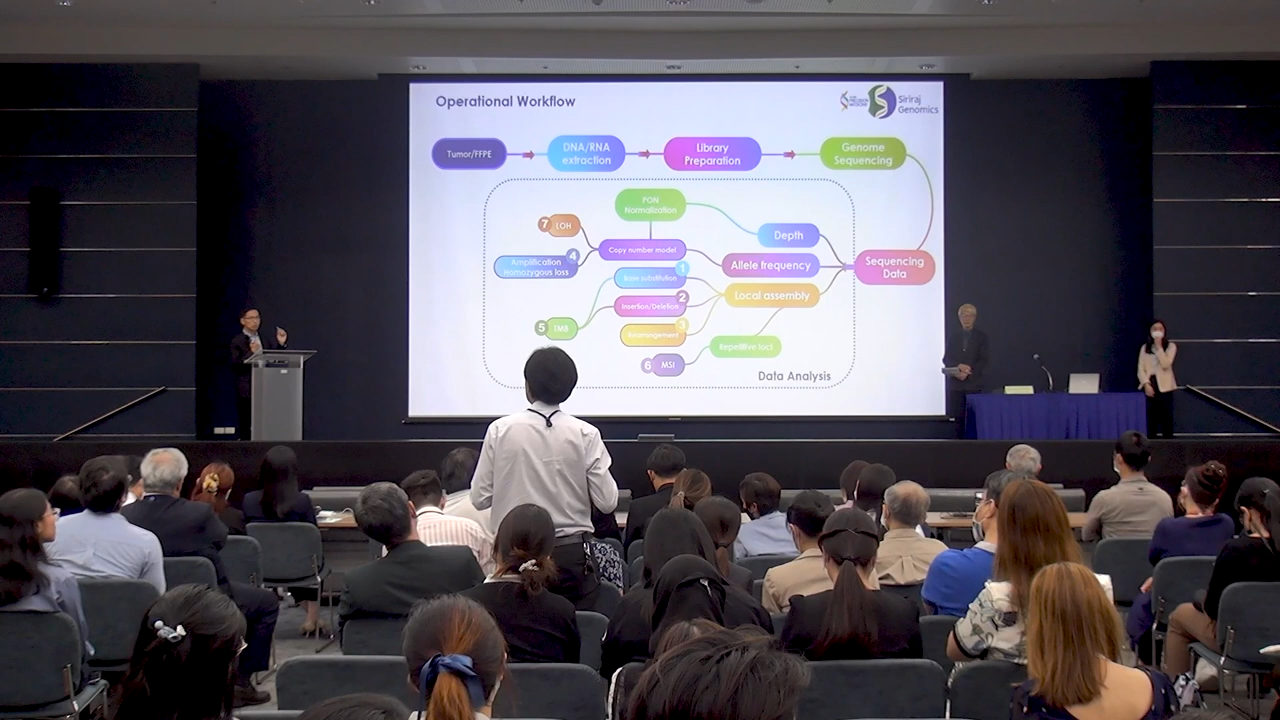 Operational Workflow
Siriraj
Genomics
Tumor/FFPE
DNA/RNA
extraction
Library
Preparation
Genome
Sequencing
PON
Normalization
7
LOH
Depth
Copy number model
4
Amplification
Homozygous loss
Allele frequency
Sequencing
Data
1
Base substitution
2
Insertion/Deletion
Local assembly
5
TMB
3
Rearrangement
Repetitive loci
6
MSI
Data Analysis